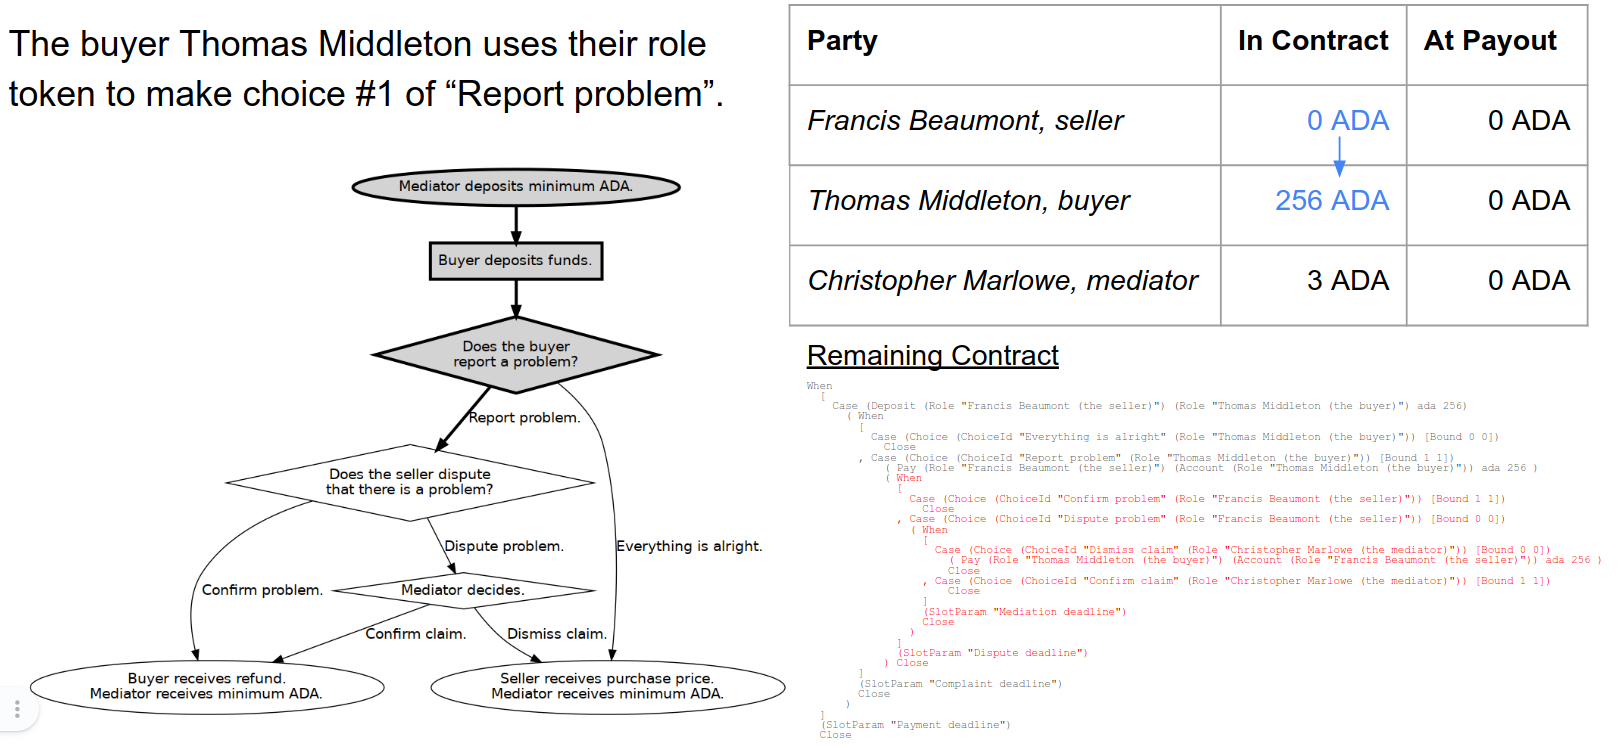 The buyer Thomas Middleton uses their role
token to make choice #1 of “Report problem”.
Mediator deposits minimum ADA.
Buyer deposits funds.
Does the buyer
report a problem?
Report problem.
Does the seller dispute
that there is a problem?
Dispute problem.
Everything is alright.
Confirm problem.
Mediator decides.
Confirm claim.
Dismiss claim.
Buyer receives refund.
Mediator receives minimum ADA.
Seller receives purchase price.
Mediator receives minimum ADA.
Party In Contract At Payout
Francis Beaumont, seller 0 ADA 0 ADA
Thomas Middleton, buyer 256 ADA 0 ADA
Christopher Marlowe, mediator 3 ADA 0 ADA
Remaining Contract
When
[
Case (Deposit (Role "Francis Beaumont (the seller)") (Role "Thomas Middleton (the buyer)") ada 256)
( When
[
Case (Choice (ChoiceId "Everything is alright" (Role "Thomas Middleton (the buyer)")) [Bound 0 0])
Close
, Case (Choice (ChoiceId "Report problem" (Role "Thomas Middleton (the buyer)")) [Bound 1 1])
( Pay (Role "Francis Beaumont (the seller)") (Account (Role "Thomas Middleton (the buyer)")) ada 256 )
( When
[
Case (Choice (ChoiceId "Confirm problem" (Role "Francis Beaumont (the seller)")) [Bound 1 1])
Close
, Case (Choice (ChoiceId "Dispute problem" (Role "Francis Beaumont (the seller)")) [Bound 0 0])
( When
[
Case (Choice (ChoiceId "Dismiss claim" (Role "Christopher Marlowe (the mediator)")) [Bound 0 0])
( Pay (Role "Thomas Middleton (the buyer)") (Account (Role "Francis Beaumont (the seller)")) ada 256 )
Close
, Case (Choice (ChoiceId "Confirm claim" (Role "Christopher Marlowe (the mediator)")) [Bound 1 1])
Close
]
(SlotParam "Mediation deadline")
Close
)
]
(SlotParam "Dispute deadline")
) Close
]
(SlotParam "Complaint deadline")
Close
)
]
(SlotParam "Payment deadline")
Close